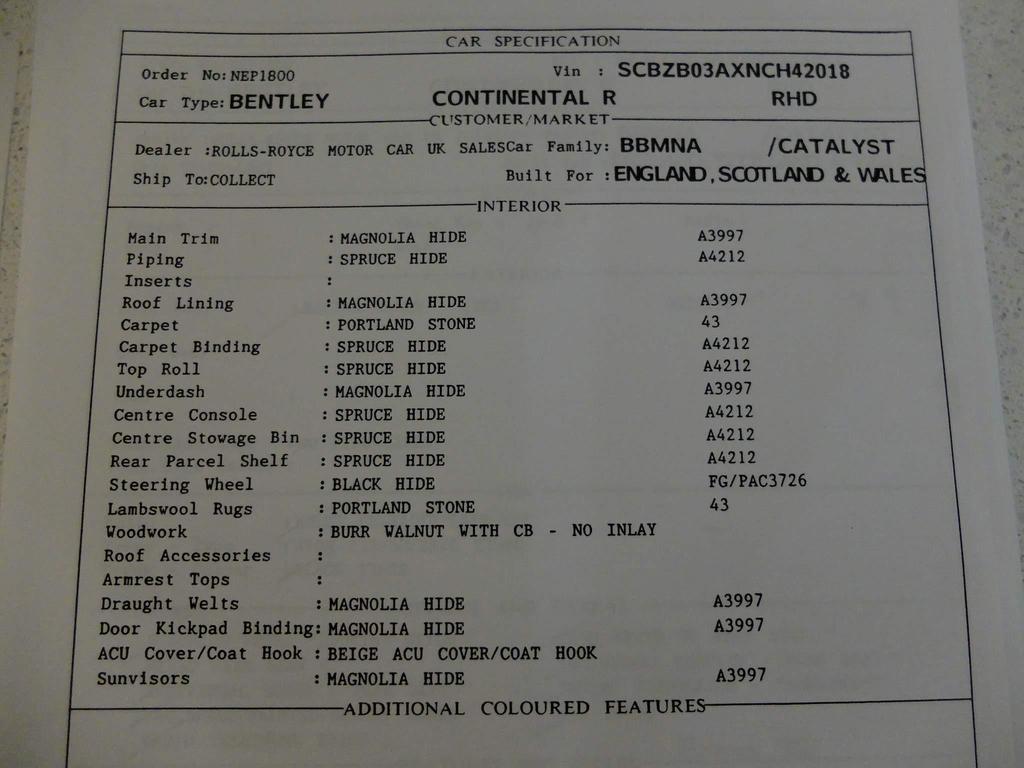 CAR SPECIFICATION
Order No:NEP1800 Vin : SCBZB03AXNCH42018
Car Type:BENTLEY CONTINENTAL R RHD
CUSTOMER/MARKET
Dealer :ROLLS-ROYCE MOTOR CAR UK SALESCar Family: BBMNA /CATALYST
Ship To:COLLECT Built For :ENGLAND,SCOTLAND & WALES
INTERIOR
Main Trim : MAGNOLIA HIDE A3997
Piping : SPRUCE HIDE A4212
Inserts :
Roof Lining : MAGNOLIA HIDE A3997
Carpet : PORTLAND STONE 43
Carpet Binding : SPRUCE HIDE A4212
Top Roll : SPRUCE HIDE A4212
Underdash : MAGNOLIA HIDE A3997
Centre Console : SPRUCE HIDE A4212
Centre Stowage Bin : SPRUCE HIDE A4212
Rear Parcel Shelf : SPRUCE HIDE A4212
Steering Wheel : BLACK HIDE FG/PAC3726
Lambswool Rugs : PORTLAND STONE 43
Woodwork : BURR WALNUT WITH CB - NO INLAY
Roof Accessories :
Armrest Tops :
Draught Welts : MAGNOLIA HIDE A3997
Door Kickpad Binding: MAGNOLIA HIDE A3997
ACU Cover/Coat Hook : BEIGE ACU COVER/COAT HOOK
Sunvisors : MAGNOLIA HIDE A3997
ADDITIONAL COLOURED FEATURES